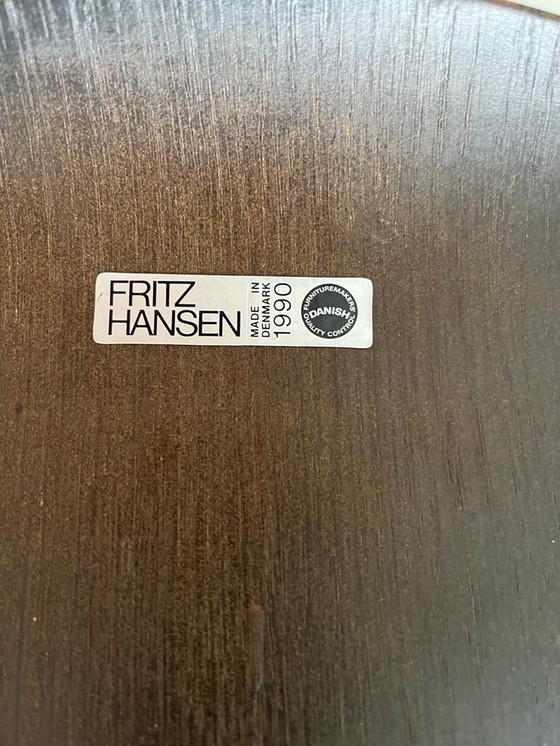 FRITZ
HANSEN
MADE IN
DENMARK
1990
FURNITUREMAKERS'
DANISH
QUALITY CONTROL